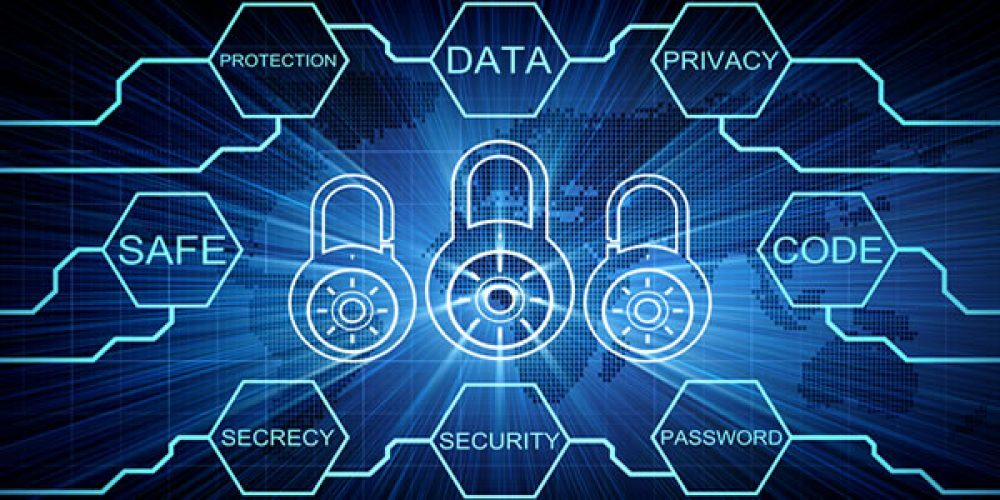 PROTECTION
DATA
PRIVACY
SAFE
CODE
SECRECY
SECURITY
PASSWORD